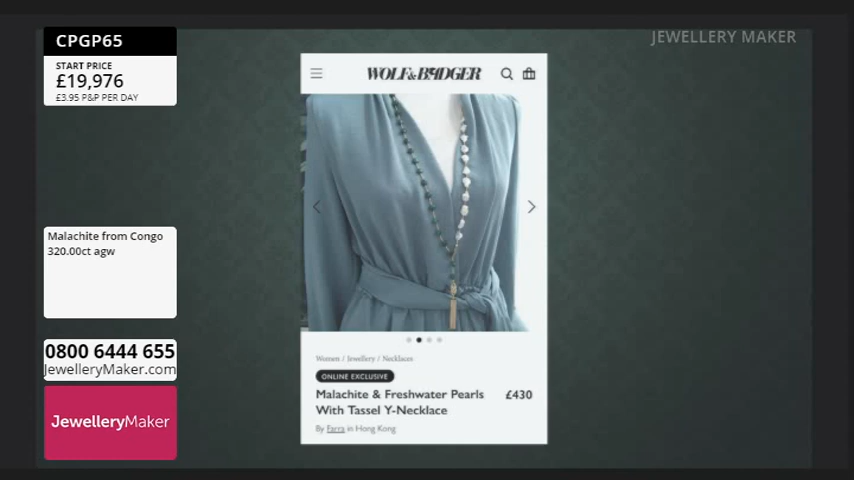 CPGP65
START PRICE
£19,976
£3.95 P&P PER DAY
JEWELLERY MAKER
WOLF&BADGER
Malachite from Congo
320.00ct agw
0800 6444 655
JewelleryMaker.com
JewelleryMaker
Women / Jewellery / Necklaces
ONLINE EXCLUSIVE
Malachite & Freshwater Pearls £430
With Tassel Y-Necklace
By Farra in Hong Kong